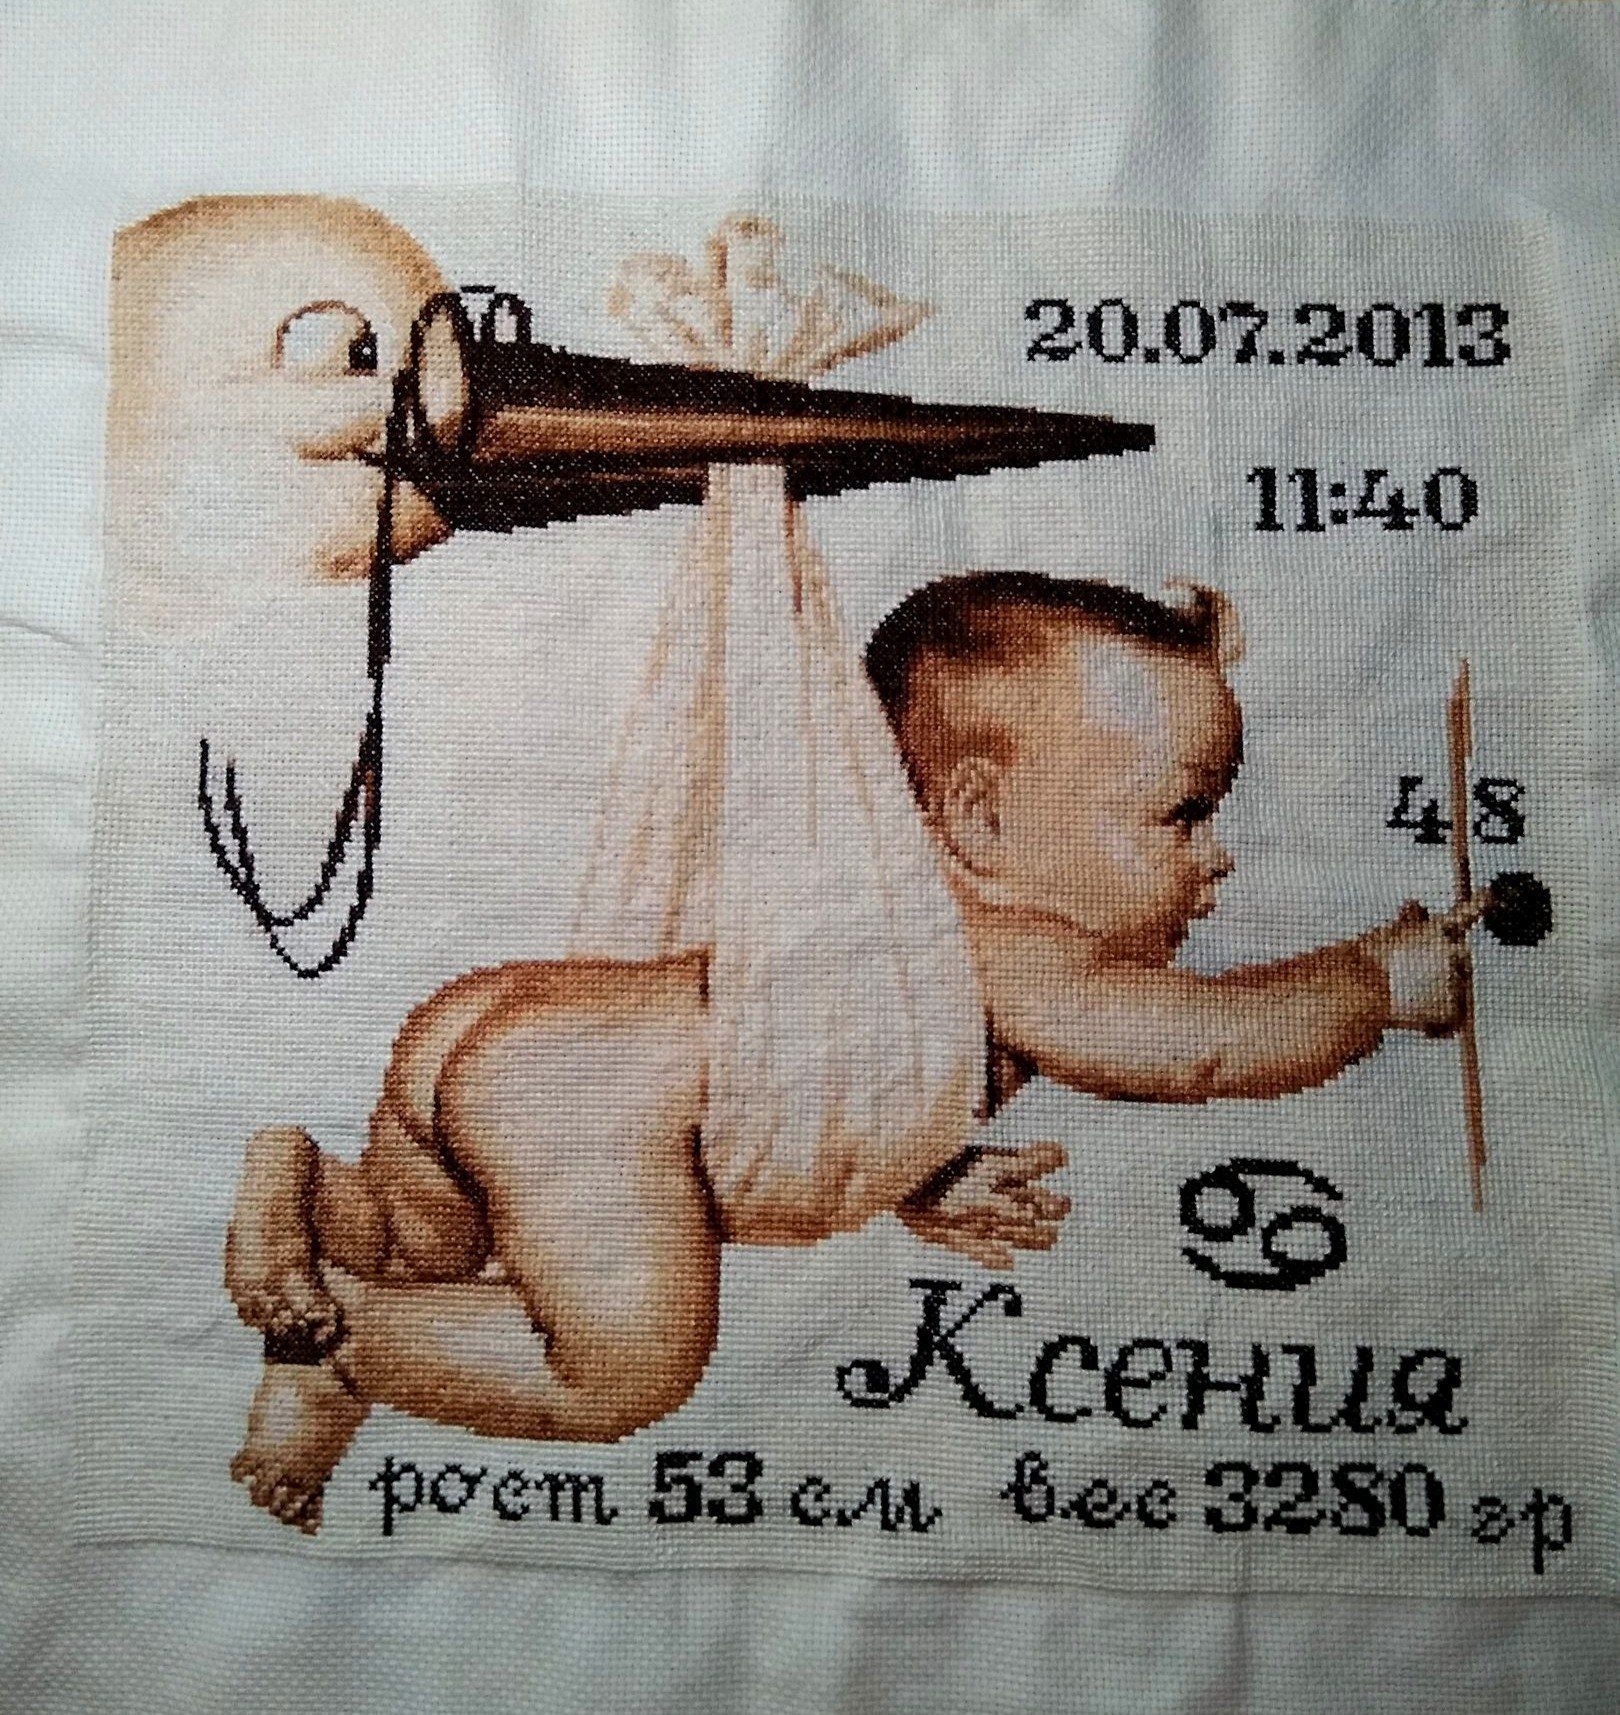 20.07.2013
11:40
48
Ксения
рост 53 см вес 3280 гр